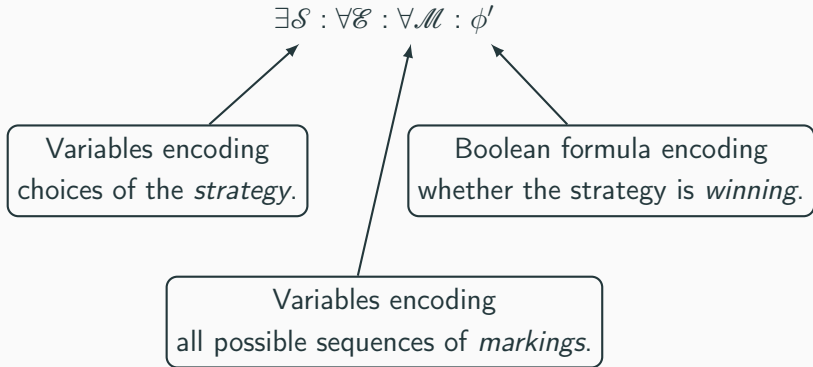 ∃𝒮 : ∀ℰ : ∀ℳ : ϕ′
Variables encoding
choices of the strategy.
Boolean formula encoding
whether the strategy is winning.
Variables encoding
all possible sequences of markings.